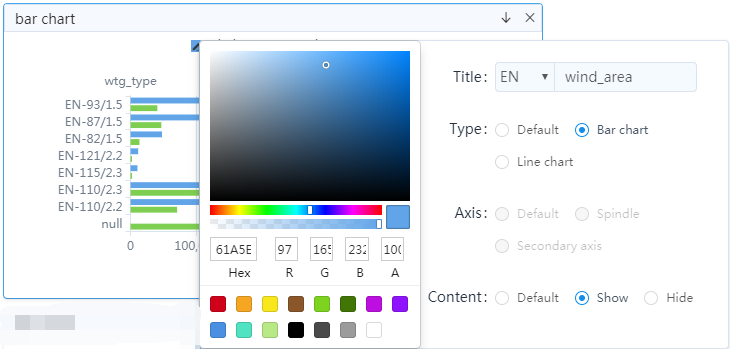 bar chart
wtg_type
EN-93/1.5
EN-87/1.5
EN-82/1.5
EN-121/2.2
EN-115/2.3
EN-110/2.3
EN-110/2.2
null
0 100,
61A5E 97 165 232 100
Hex R G B A
Title: EN wind_area
Type: Default Bar chart
Line chart
Axis: Default Spindle
Secondary axis
Content: Default Show Hide